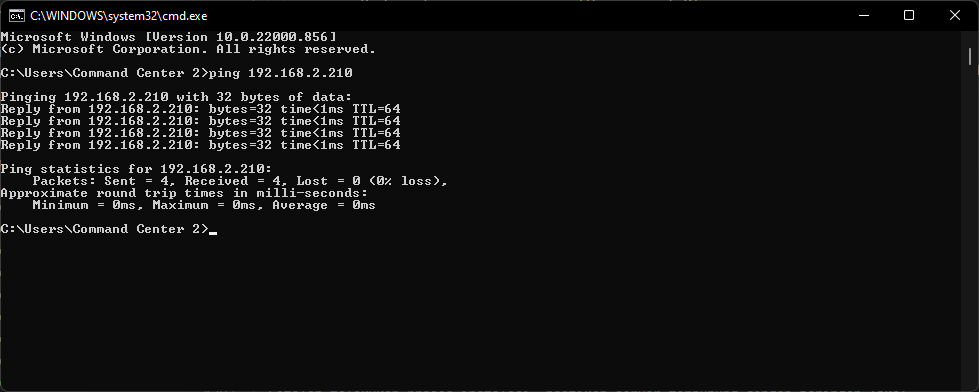 C:\WINDOWS\system32\cmd.exe
Microsoft Windows [Version 10.0.22000.856]
(c) Microsoft Corporation. All rights reserved.
C:\Users\Command Center 2>ping 192.168.2.210
Pinging 192.168.2.210 with 32 bytes of data:
Reply from 192.168.2.210: bytes=32 time<1ms TTL=64
Reply from 192.168.2.210: bytes=32 time<1ms TTL=64
Reply from 192.168.2.210: bytes=32 time<1ms TTL=64
Reply from 192.168.2.210: bytes=32 time<1ms TTL=64
Ping statistics for 192.168.2.210:
    Packets: Sent = 4, Received = 4, Lost = 0 (0% loss),
Approximate round trip times in milli-seconds:
    Minimum = 0ms, Maximum = 0ms, Average = 0ms
C:\Users\Command Center 2>_